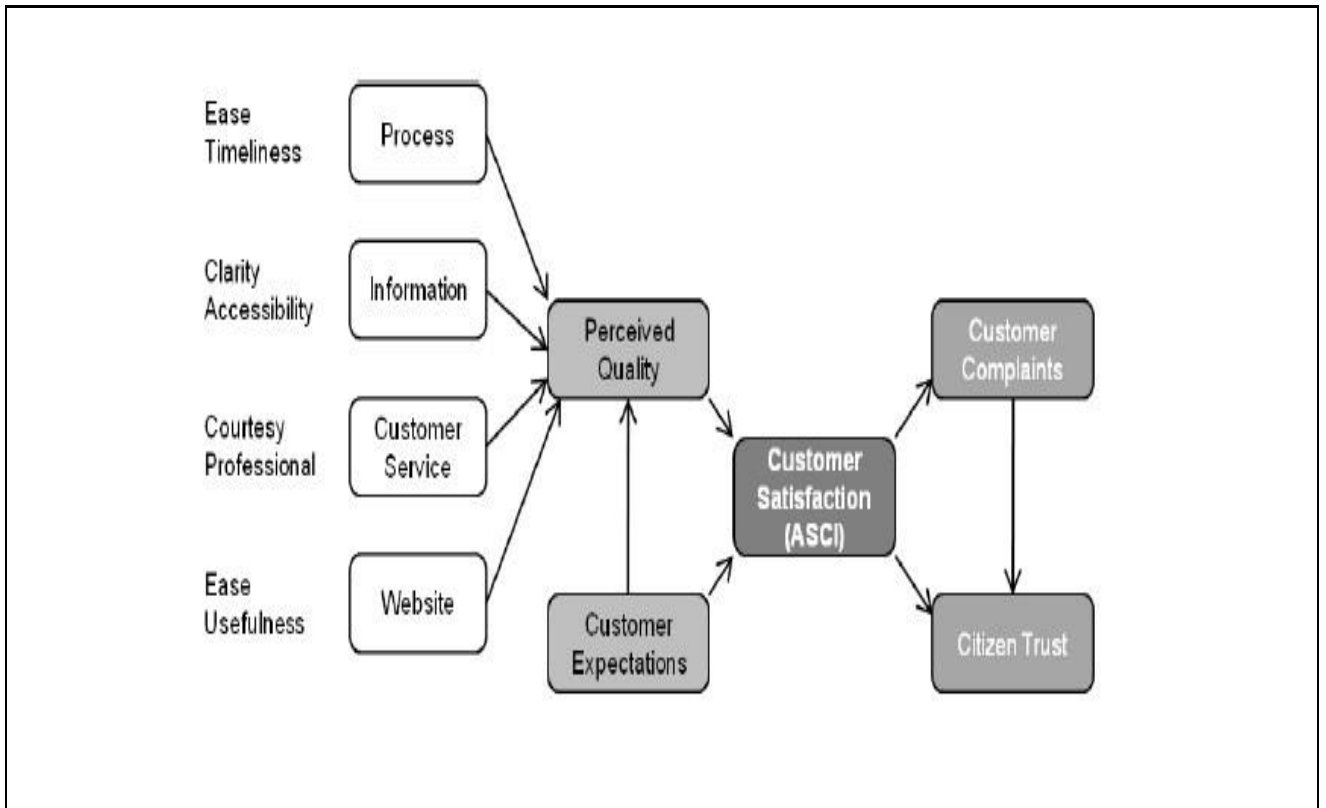 Ease
Timeliness
Process
Clarity
Accessibility
Information
Courtesy
Professional
Customer
Service
Ease
Usefulness
Website
Perceived
Quality
Customer
Expectations
Customer
Satisfaction
(ASCI)
Customer
Complaints
Citizen Trust